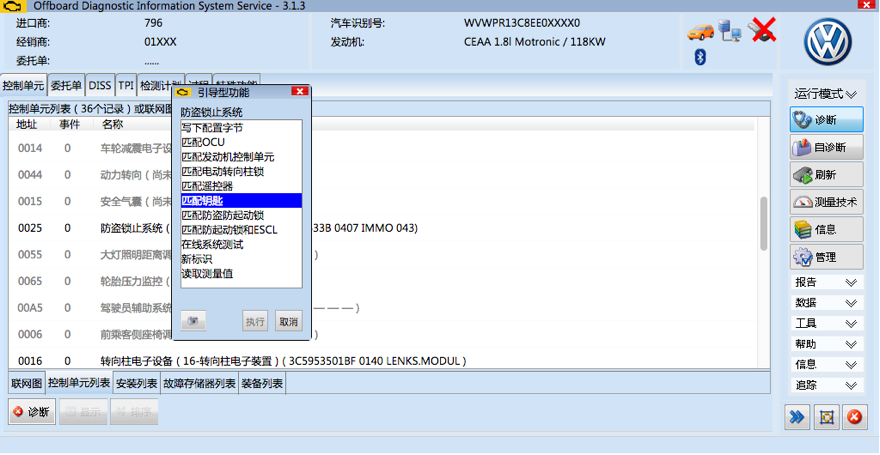 Offboard Diagnostic Information System Service - 3.1.3
进口商: 796 汽车识别号: WVWPR13C8EE0XXXX0
经销商: 01XXX 发动机: CEAA 1.8l Motronic / 118KW
委托单: ......
控制单元 委托单 DISS TPI 检测计划
控制单元列表 ( 36个记录 ) 或联网图
地址 事件 名称
0014 0 车轮减震电子设
0044 0 动力转向 ( 尚未
0015 0 安全气囊 ( 尚未
0025 0 防盗锁止系统 ( 33B 0407 IMMO 043)
0055 0 大灯照明距离调 )
0065 0 轮胎压力监控 (
00A5 0 驾驶员辅助系统 — — — )
0006 0 前乘客侧座椅调 )
0016 0 转向柱电子设备 ( 16-转向柱电子装置 ) ( 3C5953501BF 0140 LENKS.MODUL )
引导型功能
防盗锁止系统
写下配置字节
匹配OCU
匹配发动机控制单元
匹配电动转向柱锁
匹配遥控器
匹配钥匙
匹配防盗防起动锁
匹配防起动锁和ESCL
在线系统测试
新标识
读取测量值
执行 取消
联网图 控制单元列表 安装列表 故障存储器列表 装备列表
诊断 显示 排序
运行模式
诊断
自诊断
刷新
测量技术
信息
管理
报告
数据
工具
帮助
信息
追踪